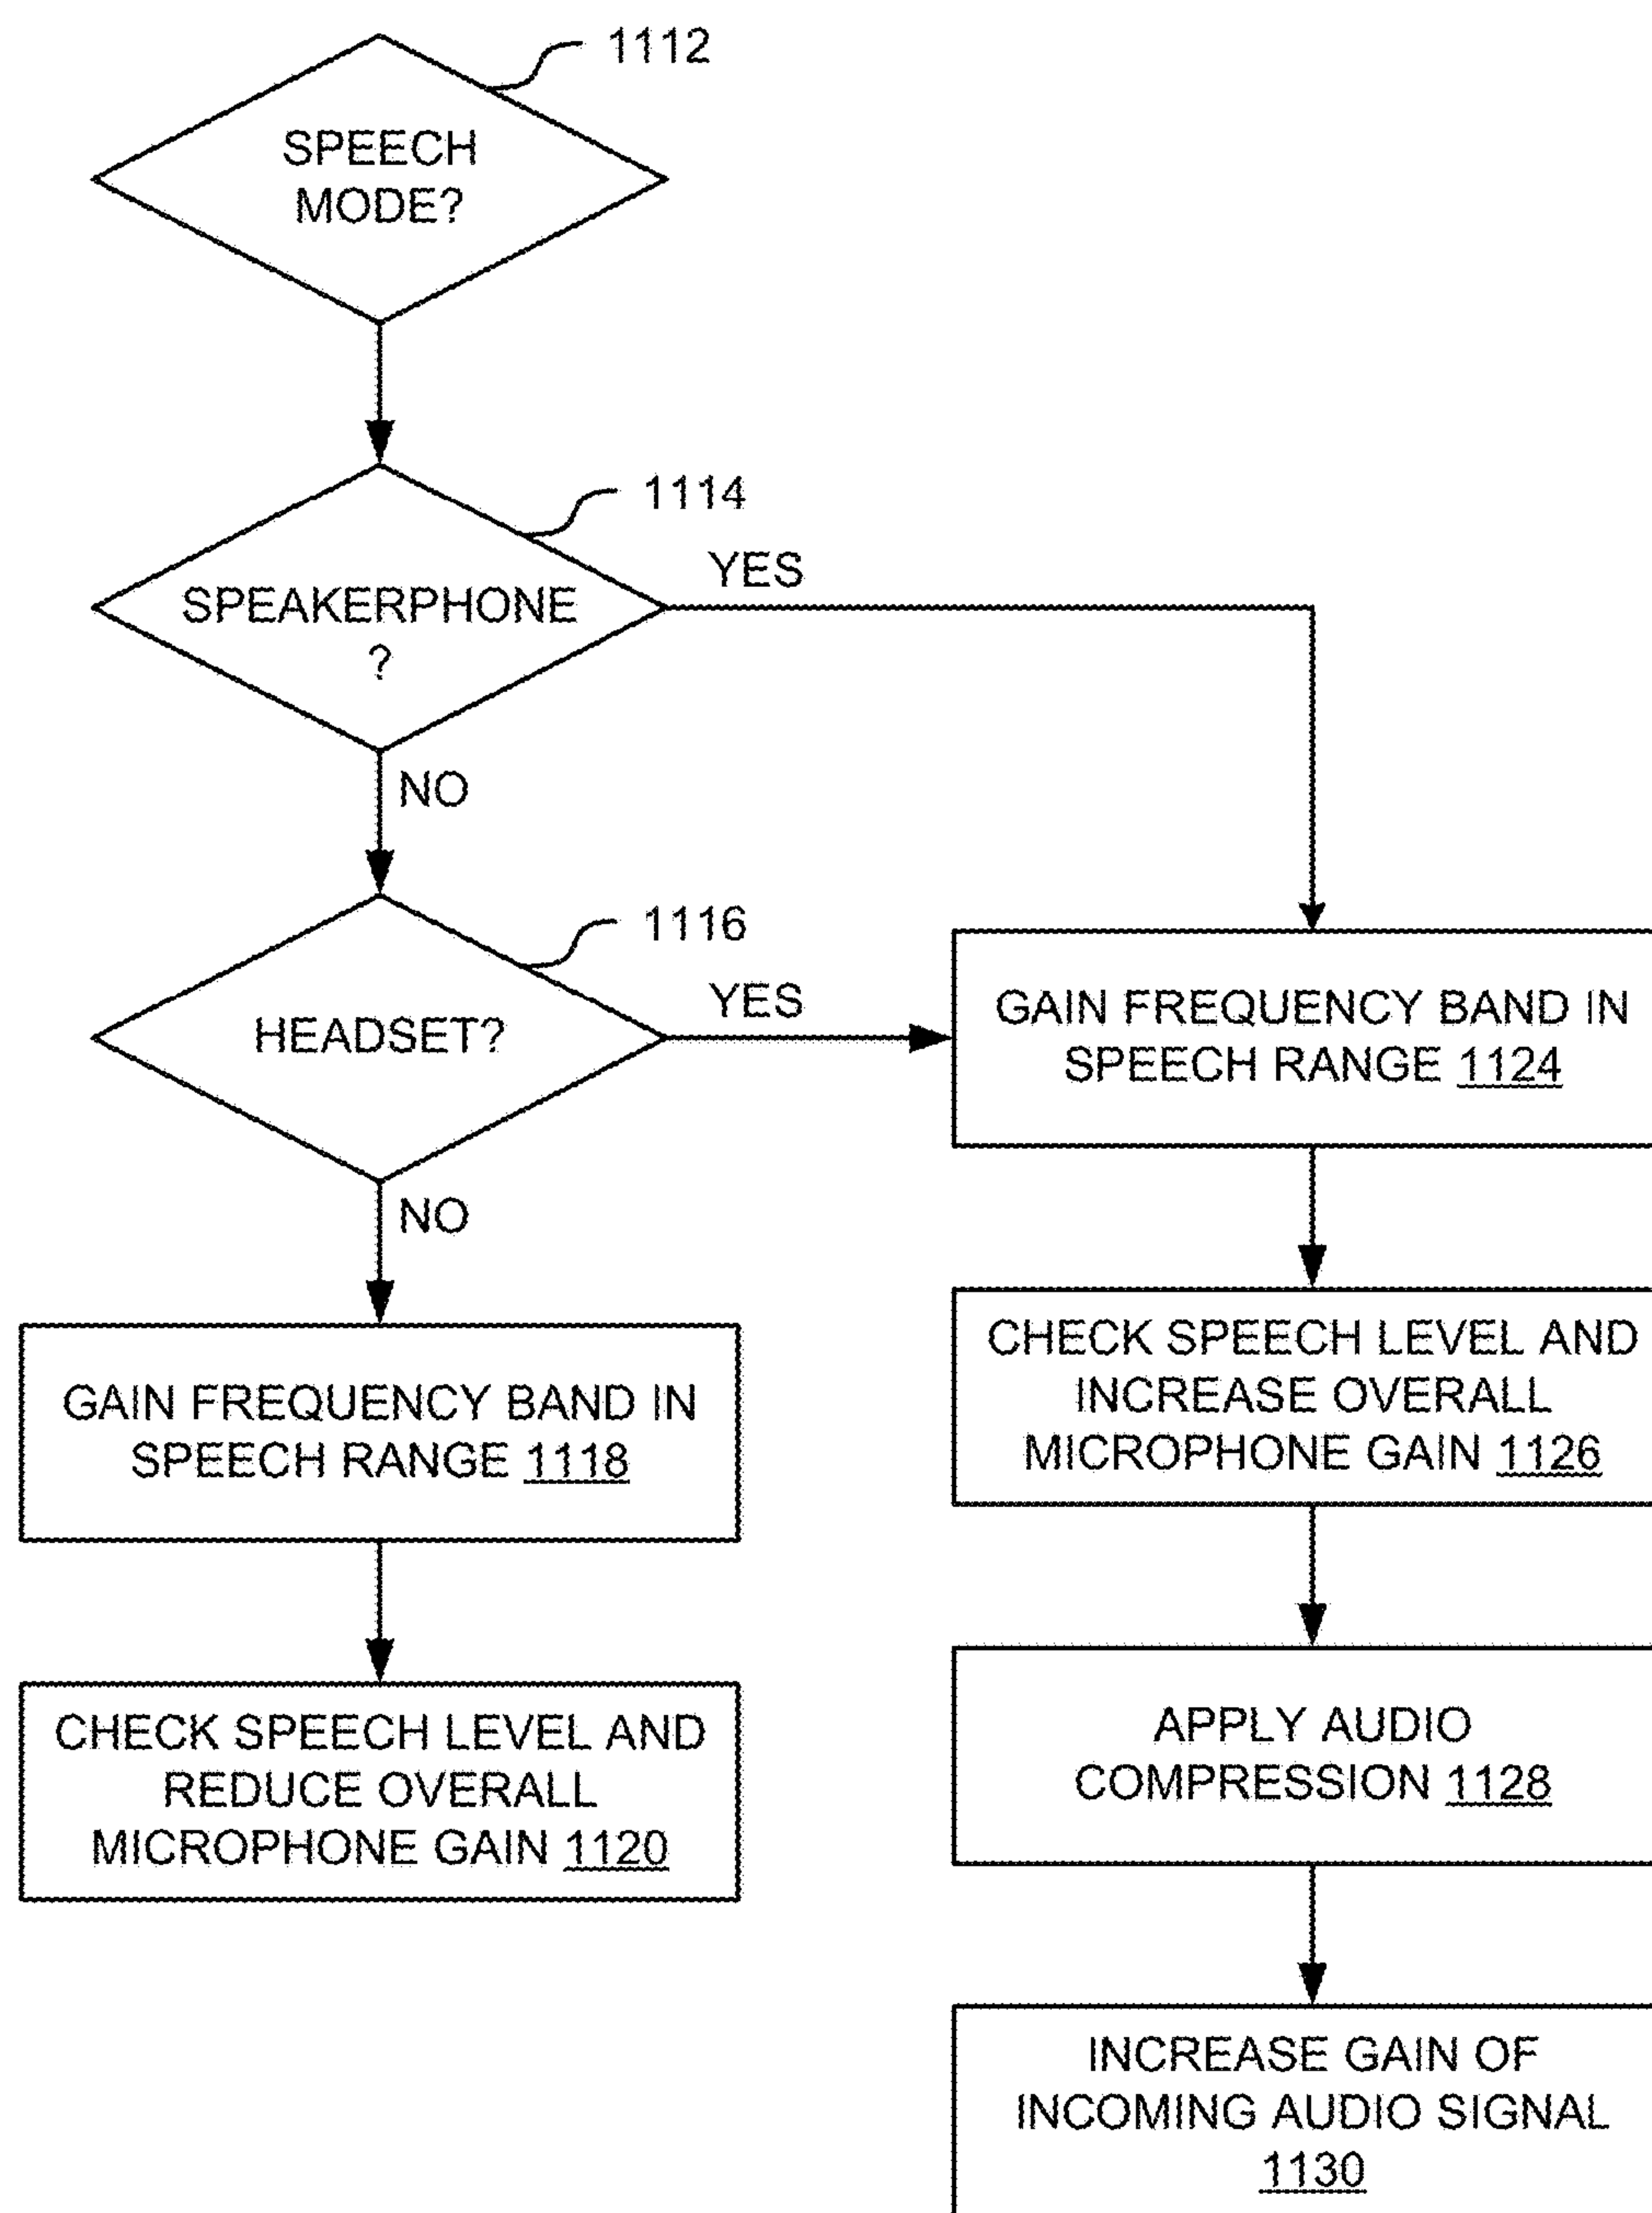 1112
SPEECH
MODE?
1114
SPEAKERPHONE
?
YES
NO
1116
HEADSET?
YES
NO
GAIN FREQUENCY BAND IN
SPEECH RANGE 1118
CHECK SPEECH LEVEL AND
REDUCE OVERALL
MICROPHONE GAIN 1120
GAIN FREQUENCY BAND IN
SPEECH RANGE 1124
CHECK SPEECH LEVEL AND
INCREASE OVERALL
MICROPHONE GAIN 1126
APPLY AUDIO
COMPRESSION 1128
INCREASE GAIN OF
INCOMING AUDIO SIGNAL
1130